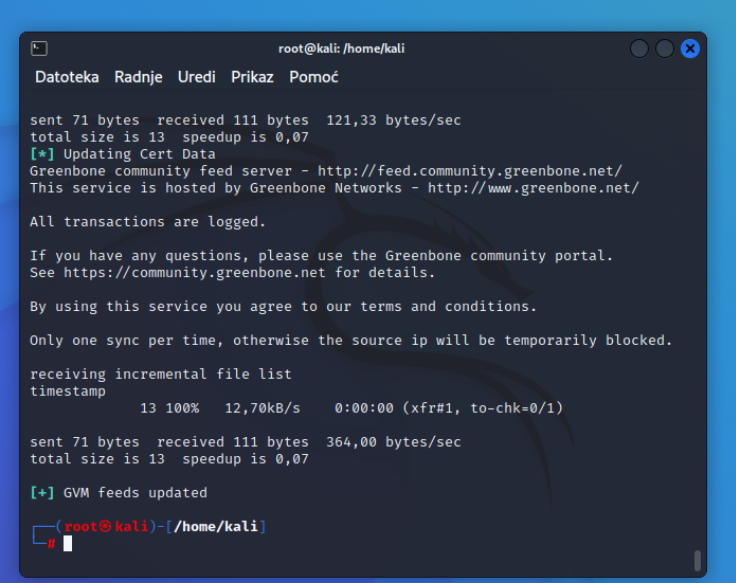 root@kali: /home/kali
Datoteka Radnje Uredi Prikaz Pomoć
sent 71 bytes  received 111 bytes  121,33 bytes/sec
total size is 13  speedup is 0,07
[*] Updating Cert Data
Greenbone community feed server - http://feed.community.greenbone.net/
This service is hosted by Greenbone Networks - http://www.greenbone.net/
All transactions are logged.
If you have any questions, please use the Greenbone community portal.
See https://community.greenbone.net for details.
By using this service you agree to our terms and conditions.
Only one sync per time, otherwise the source ip will be temporarily blocked.
receiving incremental file list
timestamp
             13 100%   12,70kB/s    0:00:00 (xfr#1, to-chk=0/1)
sent 71 bytes  received 111 bytes  364,00 bytes/sec
total size is 13  speedup is 0,07
[+] GVM feeds updated
┌──(root㉿kali)-[/home/kali]
└─#